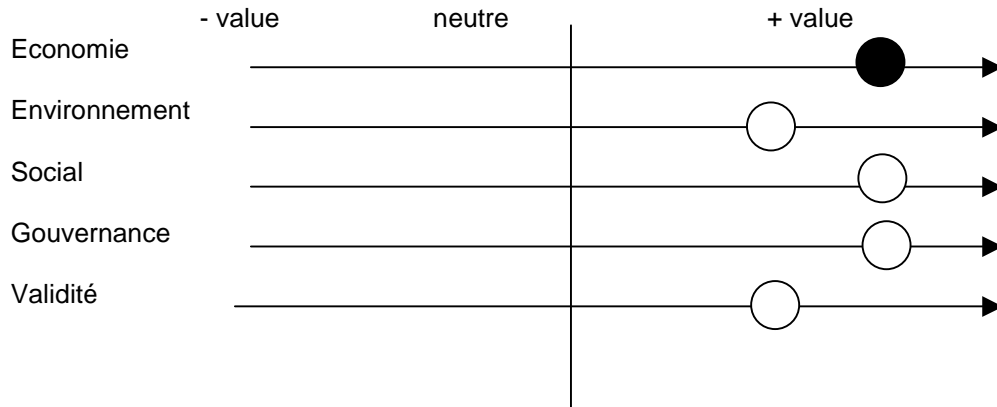 - value neutre + value
Economie
Environnement
Social
Gouvernance
Validité